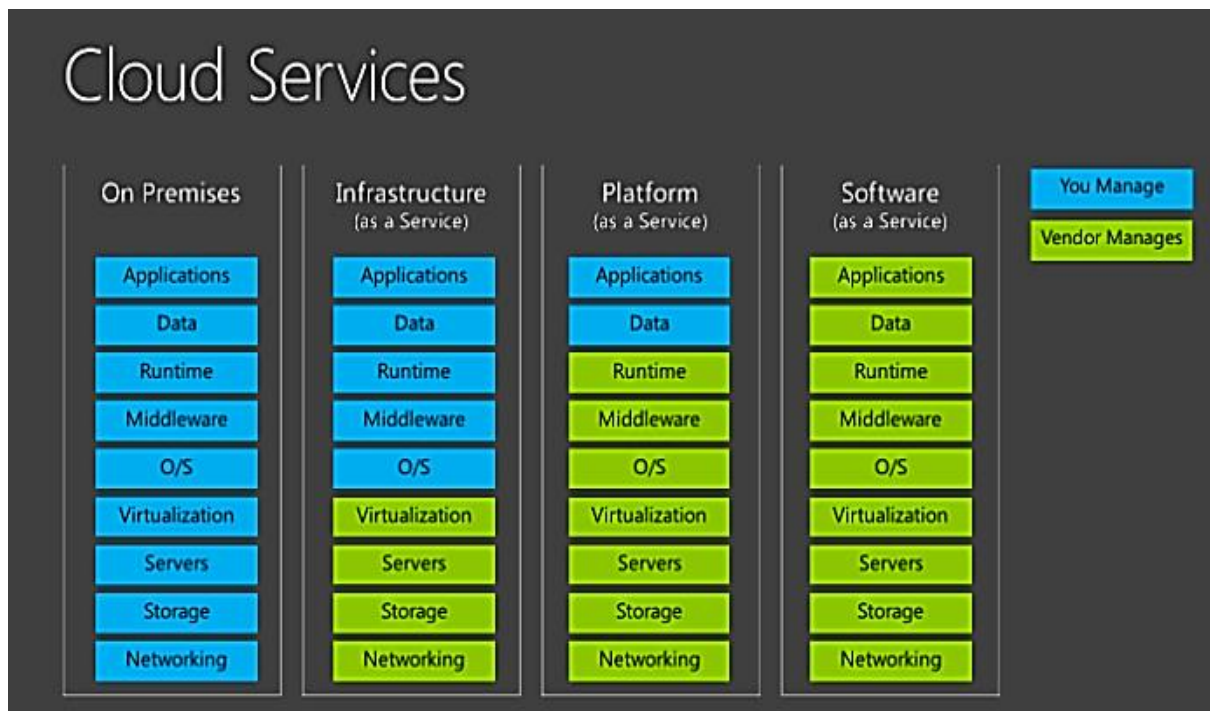 Cloud Services
On Premises
Applications
Data
Runtime
Middleware
O/S
Virtualization
Servers
Storage
Networking
Infrastructure
(as a Service)
Applications
Data
Runtime
Middleware
O/S
Virtualization
Servers
Storage
Networking
Platform
(as a Service)
Applications
Data
Runtime
Middleware
O/S
Virtualization
Servers
Storage
Networking
Software
(as a Service)
Applications
Data
Runtime
Middleware
O/S
Virtualization
Servers
Storage
Networking
You Manage
Vendor Manages